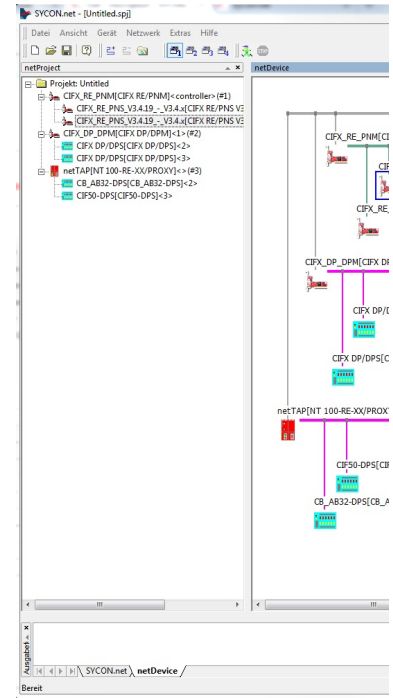 SYCON.net - [Untitled.spj]
Datei Ansicht Gerät Netzwerk Extras Hilfe
netProject
netDevice
Projekt: Untitled
CIFX_RE_PNM[CIFX RE/PNM]<controller>(#1)
CIFX_RE_PNS_V3.4.19_-_V3.4.x[CIFX RE/PNS V3
CIFX_RE_PNS_V3.4.19_-_V3.4.x[CIFX RE/PNS V3
CIFX_DP_DPM[CIFX DP/DPM]<1>(#2)
CIFX DP/DPS[CIFX DP/DPS]<2>
CIFX DP/DPS[CIFX DP/DPS]<3>
netTAP[NT 100-RE-XX/PROXY]<>(#3)
CB_AB32-DPS[CB_AB32-DPS]<2>
CIF50-DPS[CIF50-DPS]<3>
CIFX_RE_PNM[CI
CIF
CIFX_RE_
CIFX_DP_DPM[CIFX DP
CIFX DP/D
CIFX DP/DPS[C
netTAP[NT 100-RE-XX/PROXY
CIF50-DPS[CIF
CB_AB32-DPS[CB_A
Ausgabef
SYCON.net
netDevice
Bereit